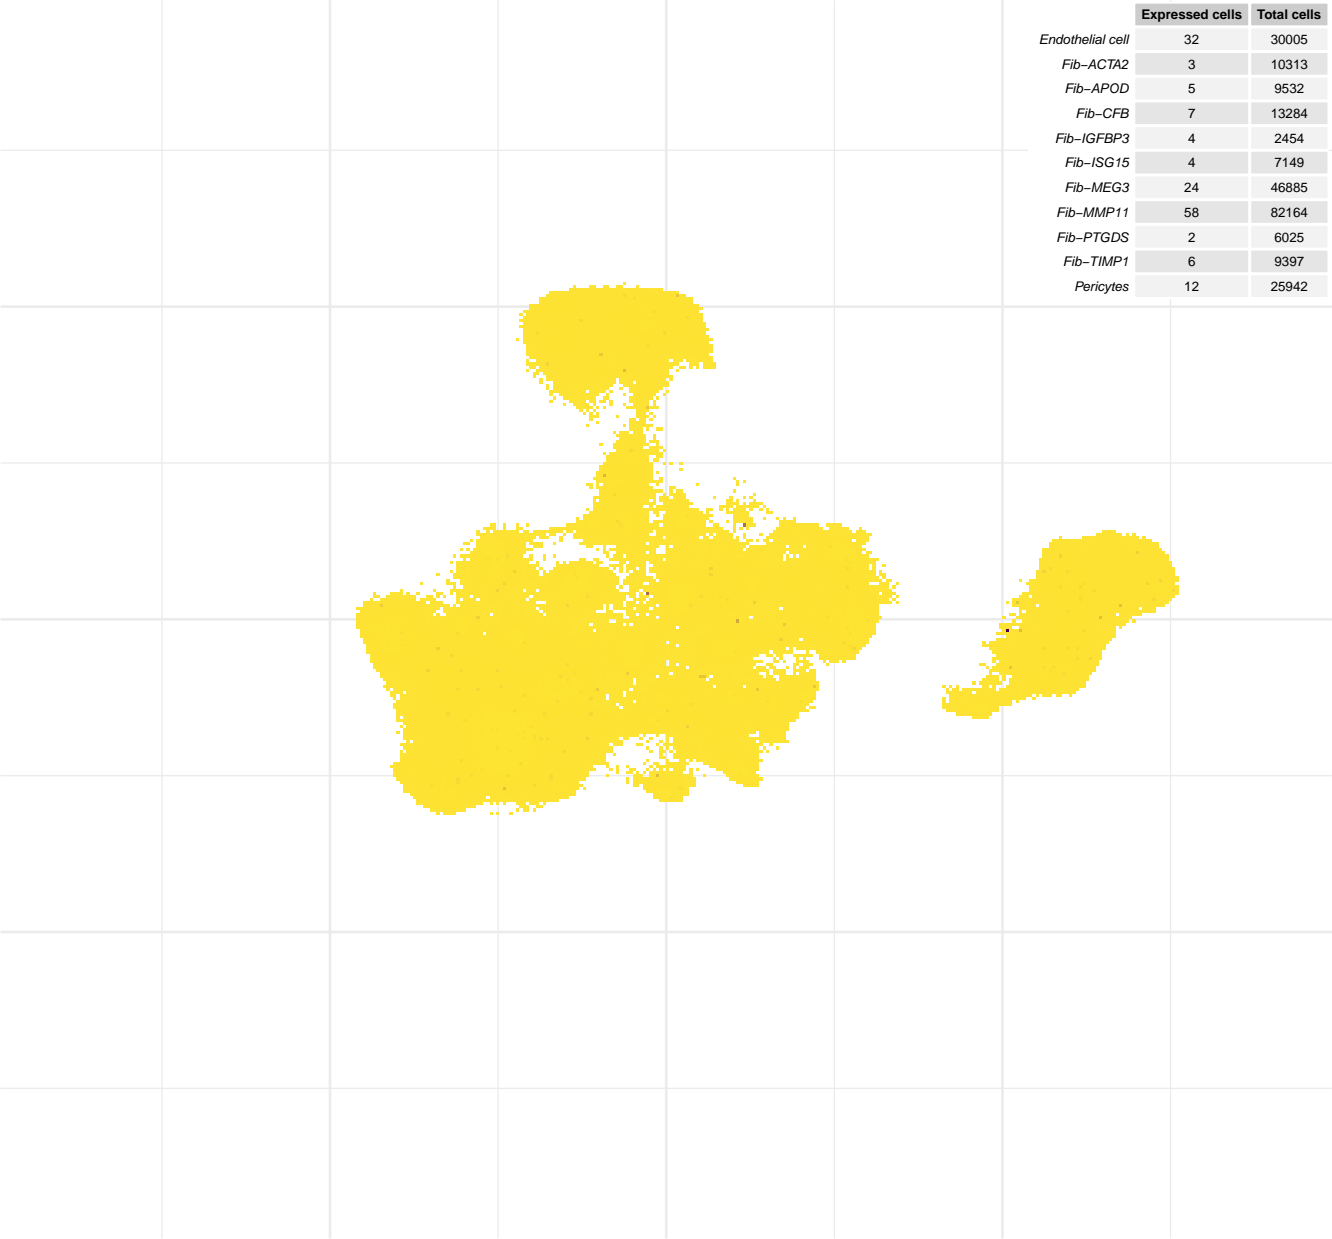 Expressed cells Total cells
Endothelial cell 32 30005
Fib−ACTA2 3 10313
Fib−APOD 5 9532
Fib−CFB 7 13284
Fib−IGFBP3 4 2454
Fib−ISG15 4 7149
Fib−MEG3 24 46885
Fib−MMP11 58 82164
Fib−PTGDS 2 6025
Fib−TIMP1 6 9397
Pericytes 12 25942